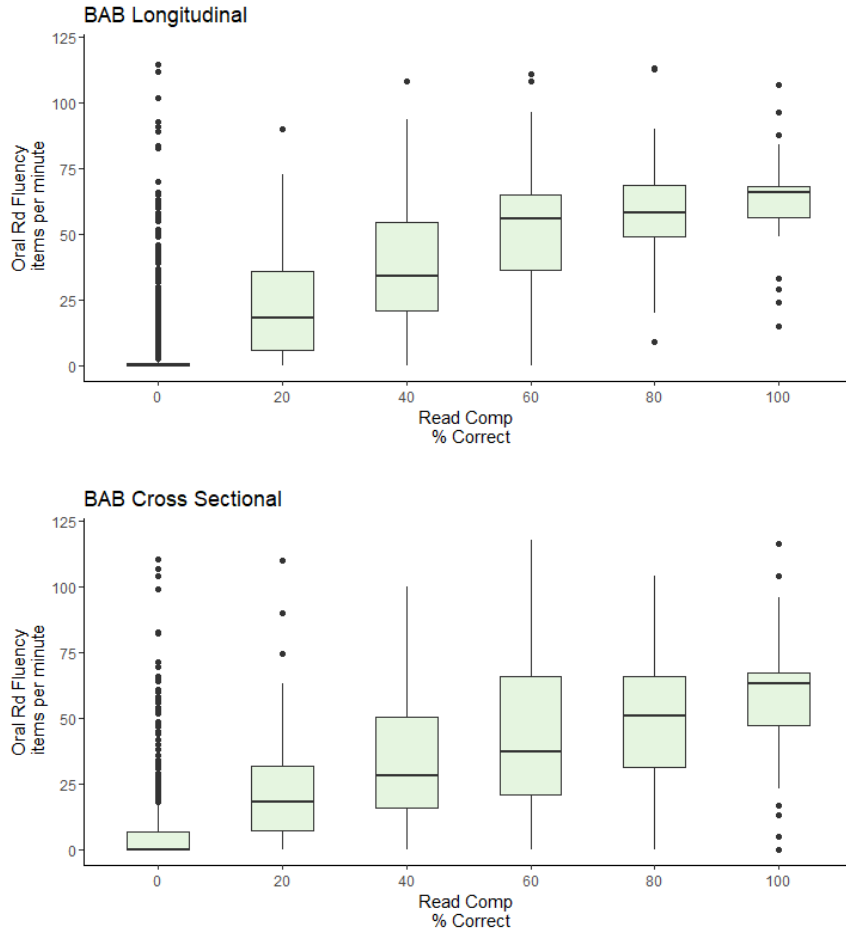 BAB Longitudinal
125
100
75
50
25
0
Oral Rd Fluency
items per minute
0 20 40 60 80 100
Read Comp
% Correct
BAB Cross Sectional
125
100
75
50
25
0
Oral Rd Fluency
items per minute
0 20 40 60 80 100
Read Comp
% Correct